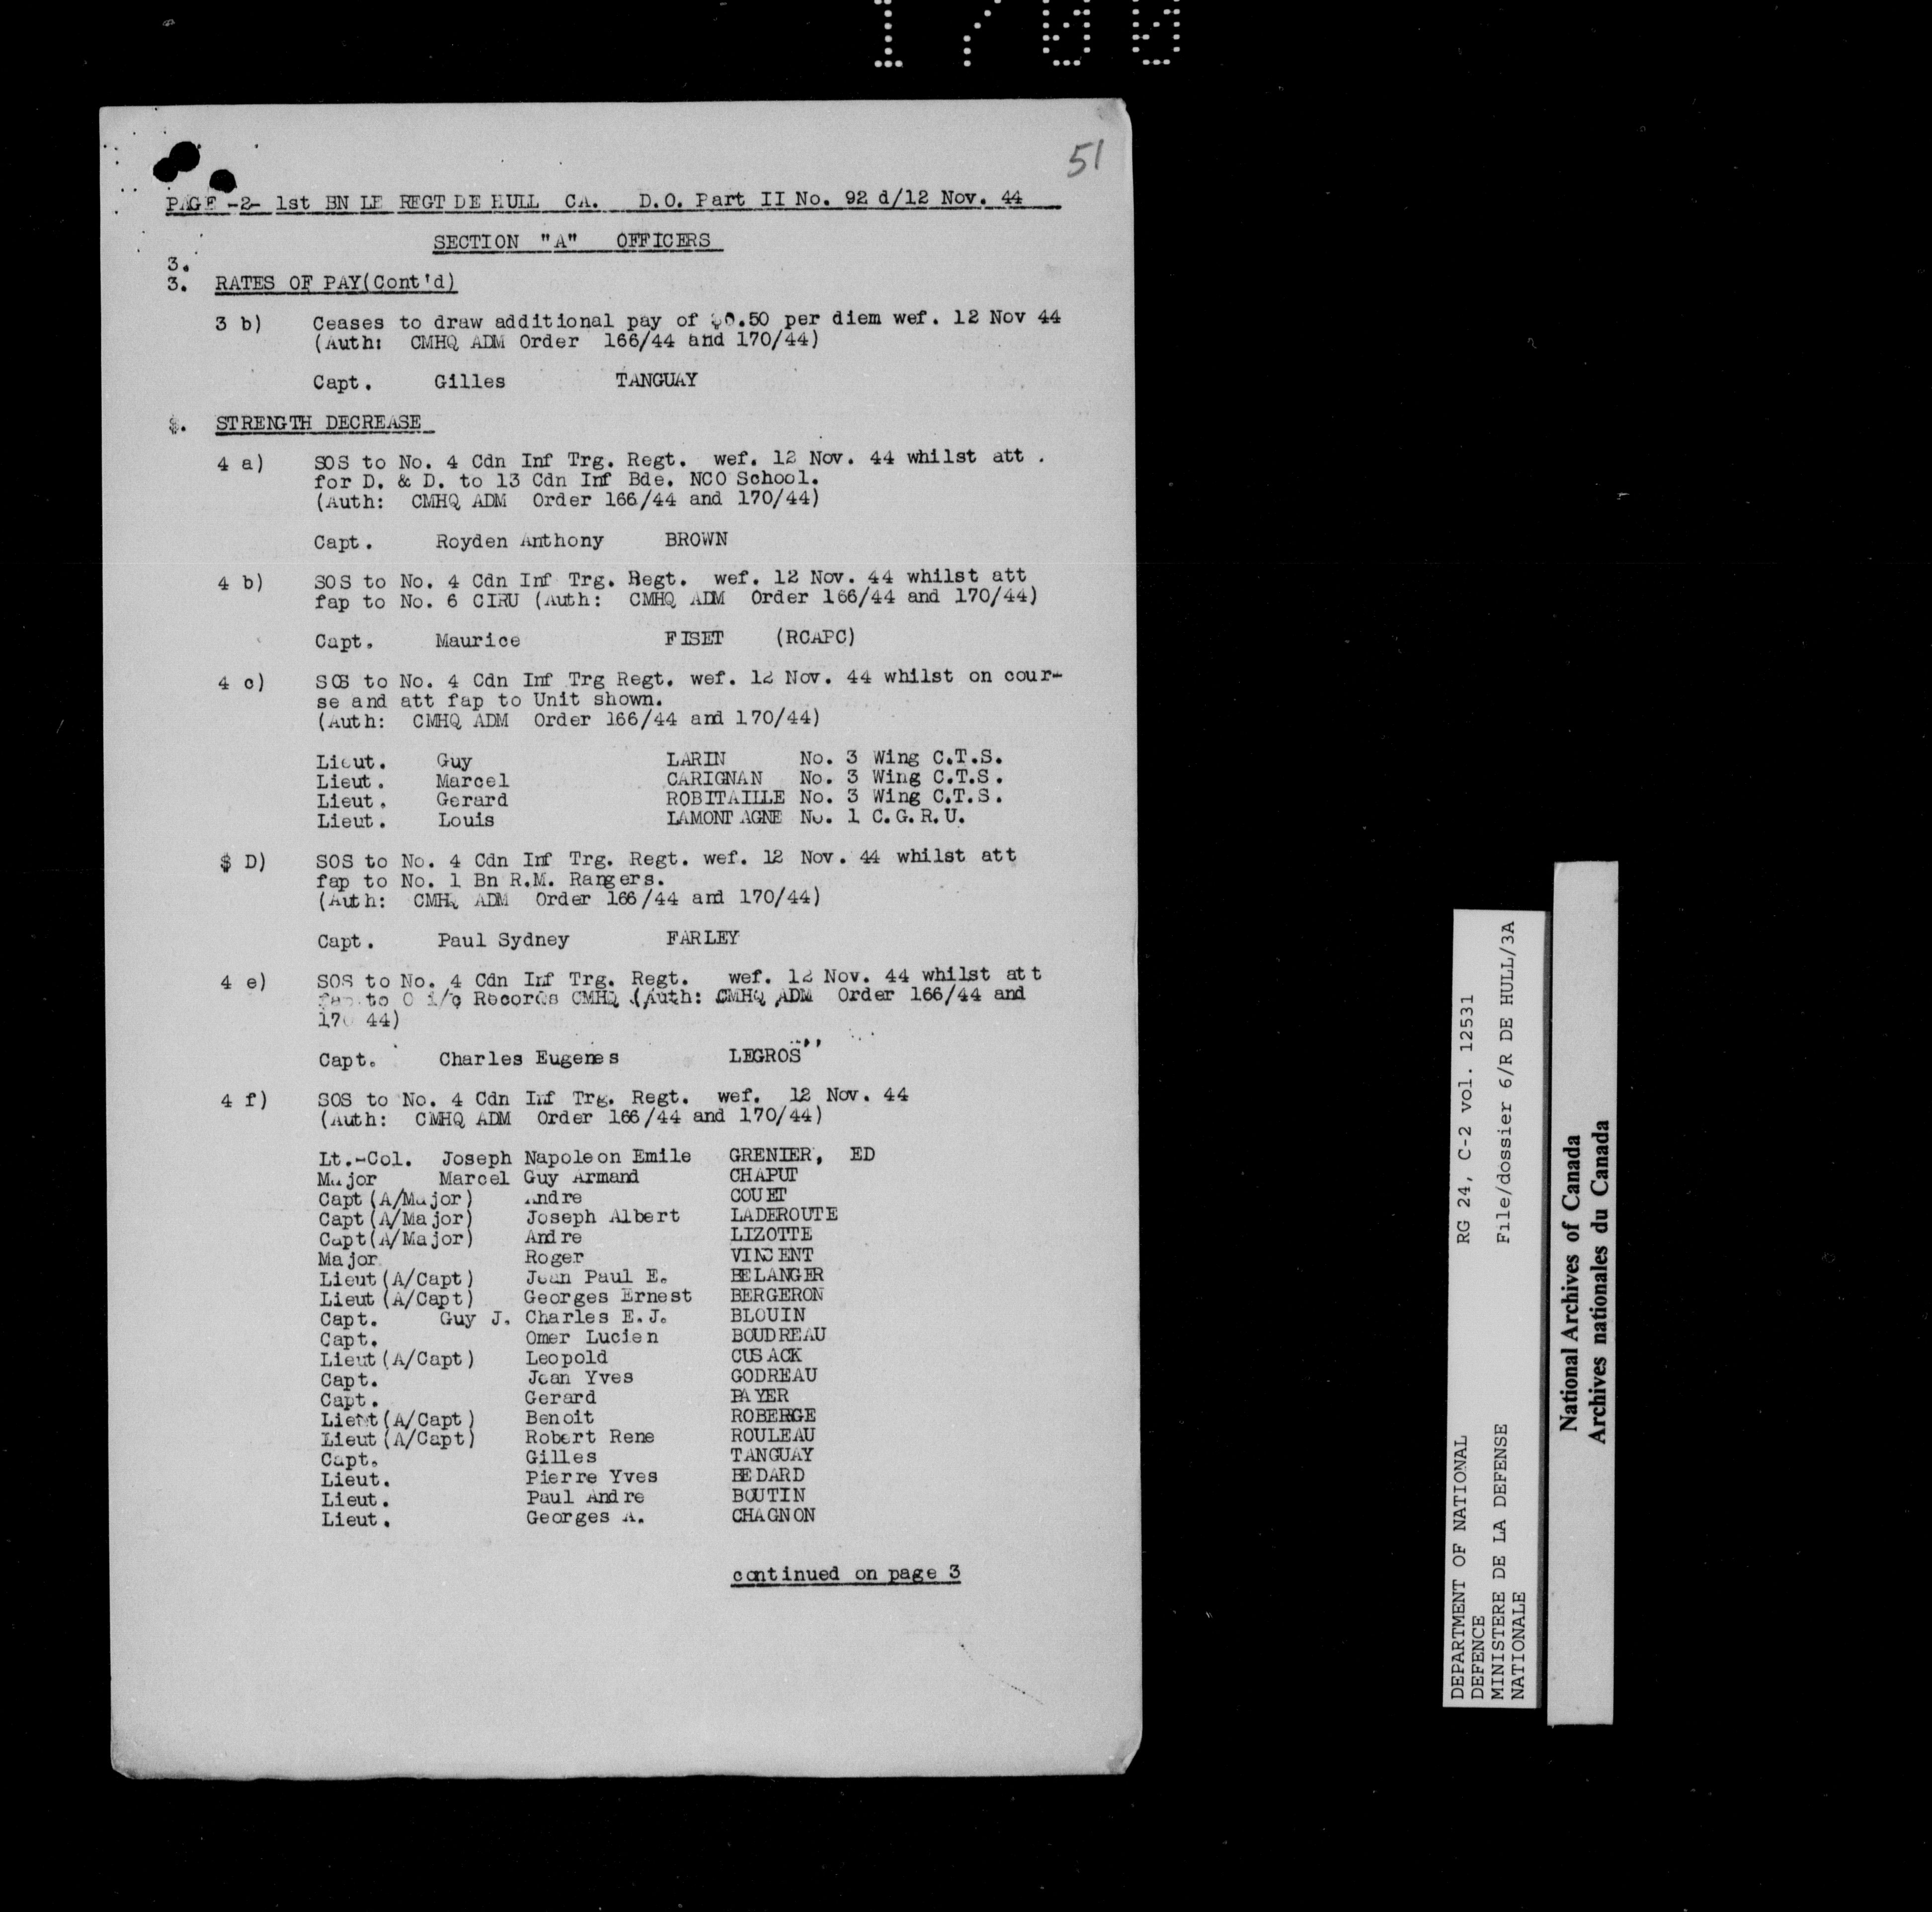 1700
51
PAGE -2- 1st BN LE REGT DE HULL CA. D.O. Part II No. 92 d/12 Nov. 44
SECTION "A" OFFICERS
3.
3. RATES OF PAY(Cont'd)
3 b) Ceases to draw additional pay of $0.50 per diem wef. 12 Nov 44
(Auth: CMHQ ADM Order 166/44 and 170/44)
Capt. Gilles TANGUAY
STRENGTH DECREASE
4 a) SOS to No. 4 Cdn Inf Trg. Regt. wef. 12 Nov. 44 whilst att .
for D. & D. to 13 Cdn Inf Bde. NCO School.
(Auth: CMHQ ADM Order 166/44 and 170/44)
Capt. Royden Anthony BROWN
4 b) SOS to No. 4 Cdn Inf Trg. Regt. wef. 12 Nov. 44 whilst att
fap to No. 6 CIRU (Auth: CMHQ ADM Order 166/44 and 170/44)
Capt. Maurice FISET (RCAPC)
4 c) SOS to No. 4 Cdn Inf Trg Regt. wef. 12 Nov. 44 whilst on cour-
se and att fap to Unit shown.
(Auth: CMHQ ADM Order 166/44 and 170/44)
Lieut. Guy LARIN No. 3 Wing C.T.S.
Lieut. Marcel CARIGNAN No. 3 Wing C.T.S.
Lieut. Gerard ROBITAILLE No. 3 Wing C.T.S.
Lieut. Louis LAMONTAGNE No. 1 C.G.R.U.
$ D) SOS to No. 4 Cdn Inf Trg. Regt. wef. 12 Nov. 44 whilst att
fap to No. 1 Bn R.M. Rangers.
(Auth: CMHQ ADM Order 166/44 and 170/44)
Capt. Paul Sydney FARLEY
4 e) SOS to No. 4 Cdn Inf Trg. Regt. wef. 12 Nov. 44 whilst att
fap to O i/c Records CMHQ (Auth: CMHQ ADM Order 166/44 and
170 44)
Capt. Charles Eugenes LEGROS
4 f) SOS to No. 4 Cdn Inf Trg. Regt. wef. 12 Nov. 44
(Auth: CMHQ ADM Order 166/44 and 170/44)
Lt.-Col. Joseph Napoleon Emile GRENIER, ED
Major Marcel Guy Armand CHAPUT
Capt(A/Major) Andre COUET
Capt(A/Major) Joseph Albert LADEROUTE
Capt(A/Major) Andre LIZOTTE
Major Roger VINCENT
Lieut(A/Capt) Jean Paul E. BELANGER
Lieut(A/Capt) Georges Ernest BERGERON
Capt. Guy J. Charles E.J. BLOUIN
Capt. Omer Lucien BOUDREAU
Lieut(A/Capt) Leopold CUSACK
Capt. Jean Yves GODREAU
Capt. Gerard PAYER
Lieut(A/Capt) Benoit ROBERGE
Lieut(A/Capt) Robert Rene ROULEAU
Capt. Gilles TANGUAY
Lieut. Pierre Yves BEDARD
Lieut. Paul Andre BOUTIN
Lieut. Georges A. CHAGNON
continued on page 3
DEPARTMENT OF NATIONAL RG 24, C-2 vol. 12531
DEFENCE
MINISTERE DE LA DEFENSE File/dossier 6/R DE HULL/3A
NATIONALE
National Archives of Canada
Archives nationales du Canada